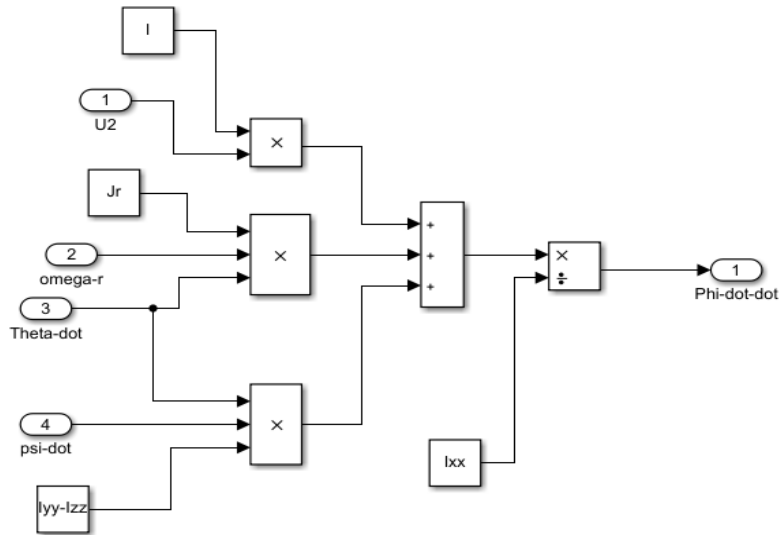 I
1
U2
×
Jr
2
omega-r
×
3
Theta-dot
4
psi-dot
×
Iyy-Izz
+
+
+
×
÷
Ixx
1
Phi-dot-dot